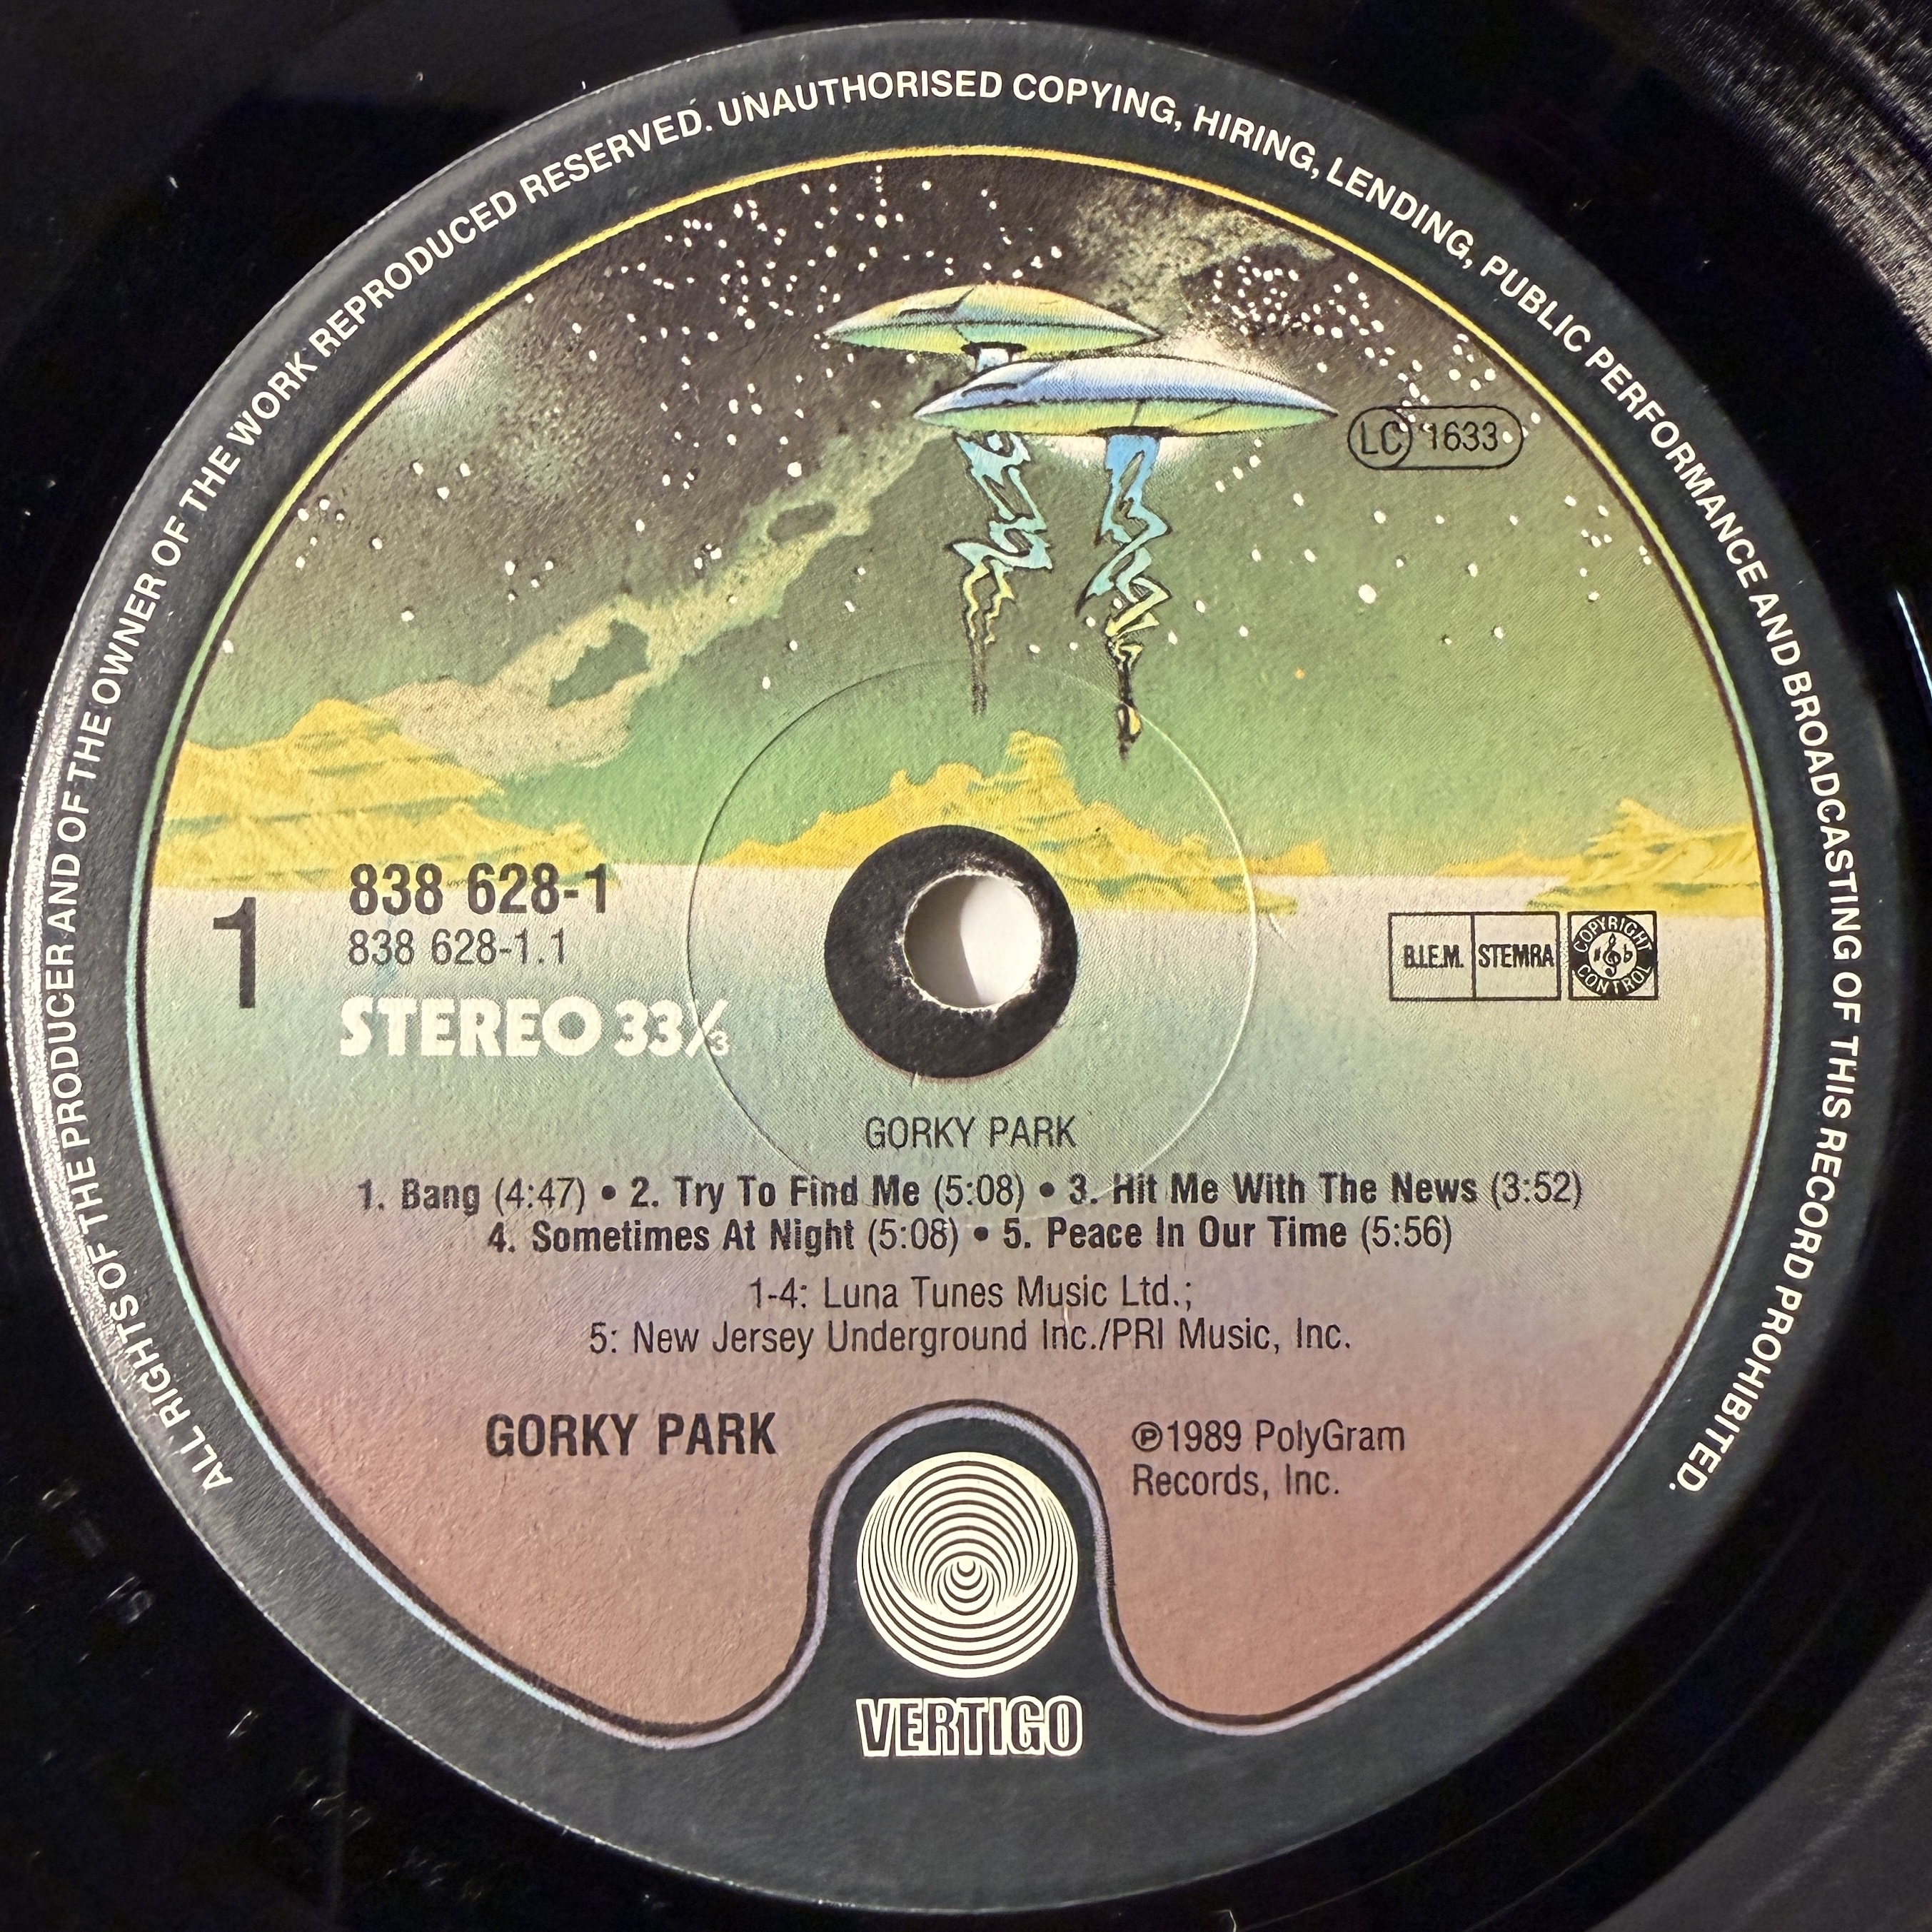 ALL RIGHTS OF THE PRODUCER AND OF THE OWNER OF THE WORK REPRODUCED RESERVED. UNAUTHORISED COPYING, HIRING, LENDING, PUBLIC PERFORMANCE AND BROADCASTING OF THIS RECORD PROHIBITED.
LC 1633
1
838 628-1
838 628-1.1
STEREO 33⅓
B.I.E.M. STEMRA
COPYRIGHT CONTROL
GORKY PARK
1. Bang (4:47) • 2. Try To Find Me (5:08) • 3. Hit Me With The News (3:52)
4. Sometimes At Night (5:08) • 5. Peace In Our Time (5:56)
1-4: Luna Tunes Music Ltd.;
5: New Jersey Underground Inc./PRI Music, Inc.
GORKY PARK
℗1989 PolyGram
Records, Inc.
VERTIGO